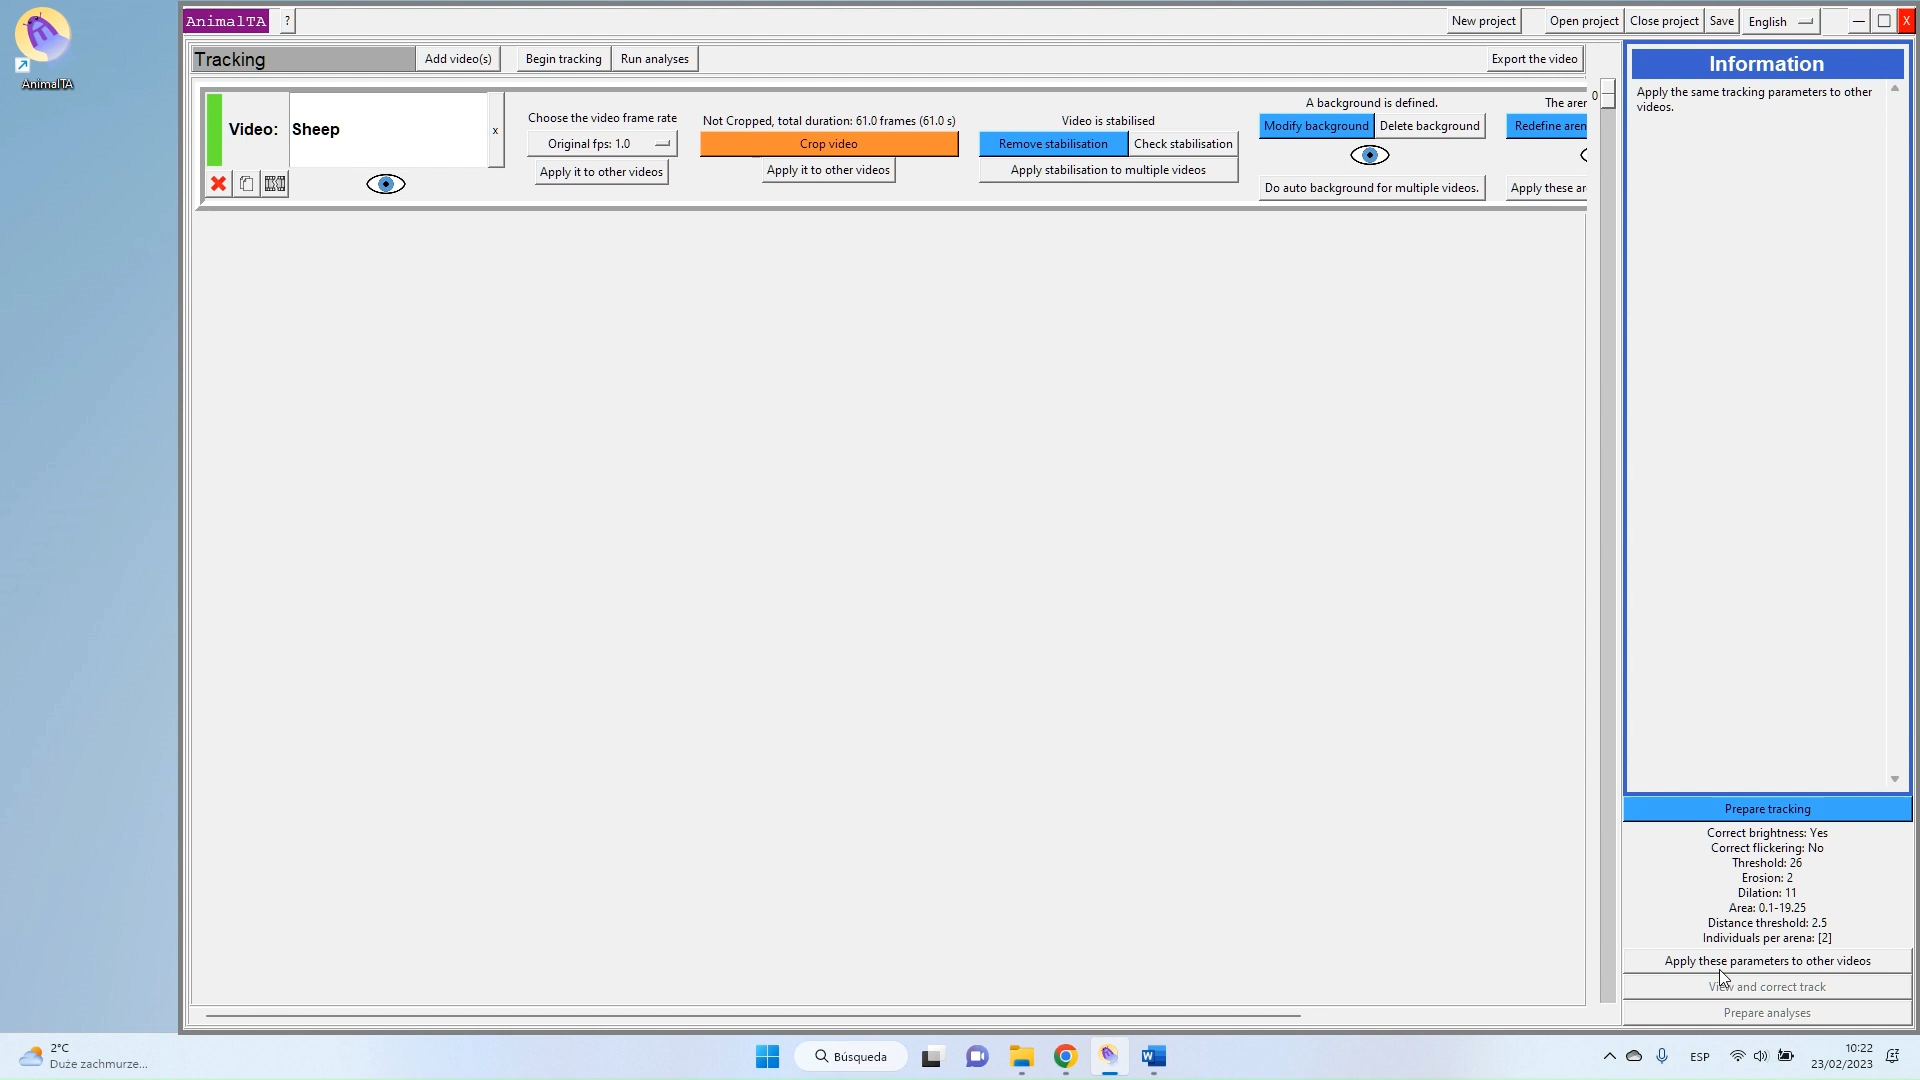 AnimalTA
AnimalTA ?
New project Open project Close project Save English X
Tracking Add video(s) Begin tracking Run analyses Export the video
Video: Sheep x
Choose the video frame rate
Original fps: 1.0
Apply it to other videos
Not Cropped, total duration: 61.0 frames (61.0 s)
Crop video
Apply it to other videos
Video is stabilised
Remove stabilisation Check stabilisation
Apply stabilisation to multiple videos
A background is defined.
Modify background Delete background
Do auto background for multiple videos.
The arer
Redefine aren
Apply these ar
0
Information
Apply the same tracking parameters to other
videos.
Prepare tracking
Correct brightness: Yes
Correct flickering: No
Threshold: 26
Erosion: 2
Dilation: 11
Area: 0.1-19.25
Distance threshold: 2.5
Individuals per arena: [2]
Apply these parameters to other videos
View and correct track
Prepare analyses
2°C
Duże zachmurze...
Búsqueda
ESP
10:22
23/02/2023